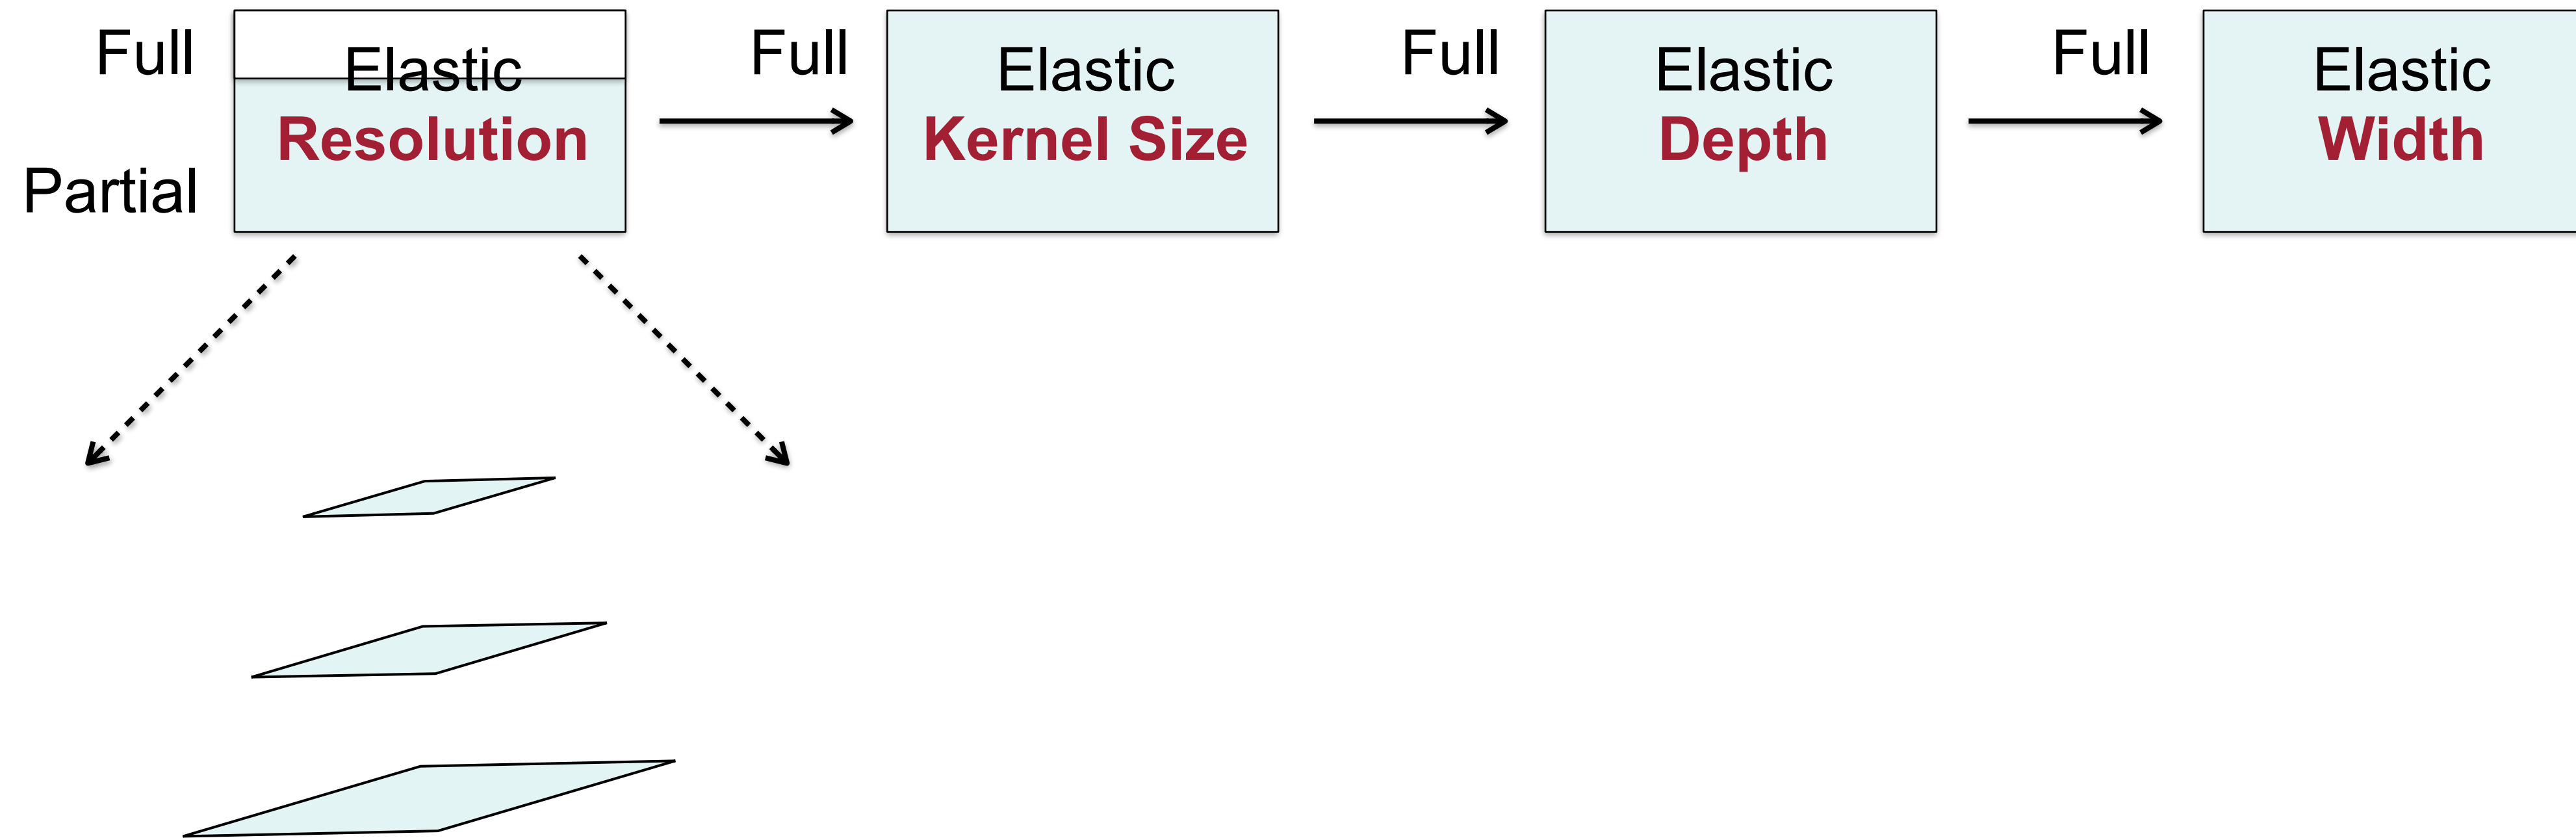 Full
Partial
Elastic
Resolution
Full
Elastic
Kernel Size
Full
Elastic
Depth
Full
Elastic
Width